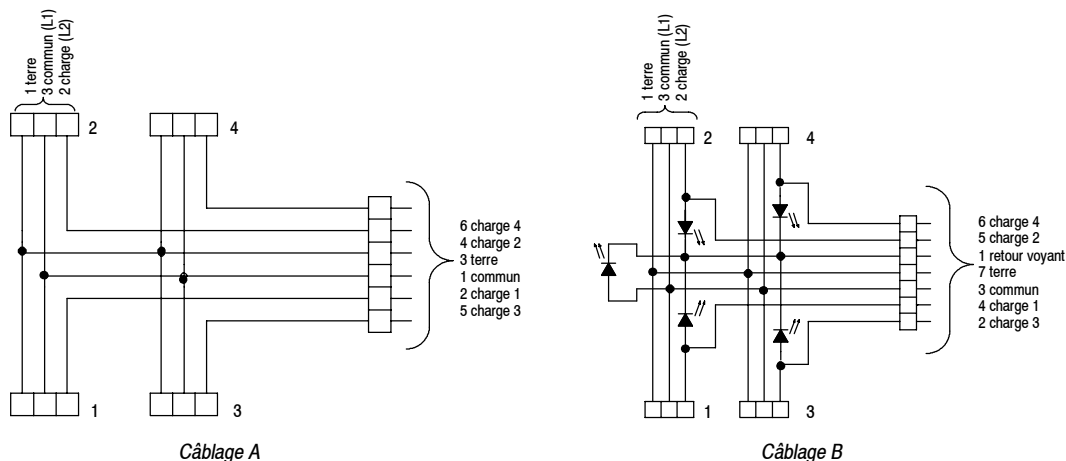 1 terre
3 commun (L1)
2 charge (L2)
2
4
6 charge 4
4 charge 2
3 terre
1 commun
2 charge 1
5 charge 3
1
3
Câblage A
1 terre
3 commun (L1)
2 charge (L2)
2
4
6 charge 4
5 charge 2
1 retour voyant
7 terre
3 commun
4 charge 1
2 charge 3
1
3
Câblage B